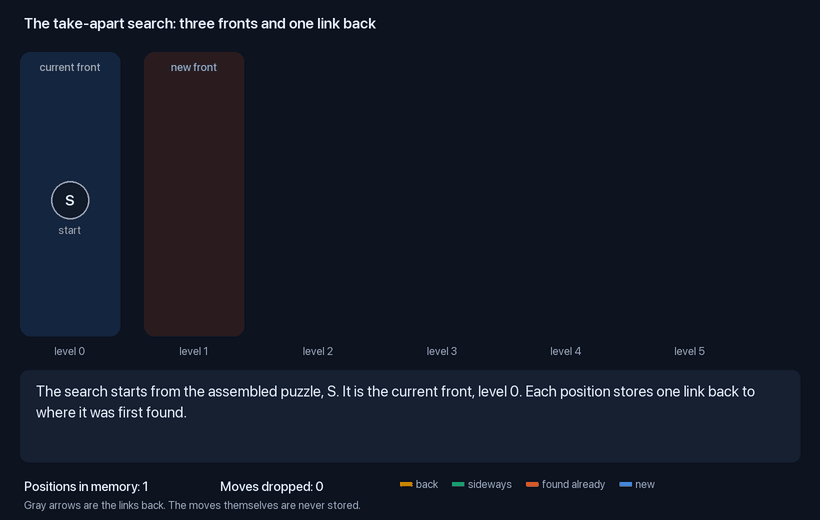 The take-apart search: three fronts and one link back
current front
new front
S
start
level 0
level 1
level 2
level 3
level 4
level 5
The search starts from the assembled puzzle, S. It is the current front, level 0. Each position stores one link back to
where it was first found.
Positions in memory: 1
Moves dropped: 0
back
sideways
found already
new
Gray arrows are the links back. The moves themselves are never stored.